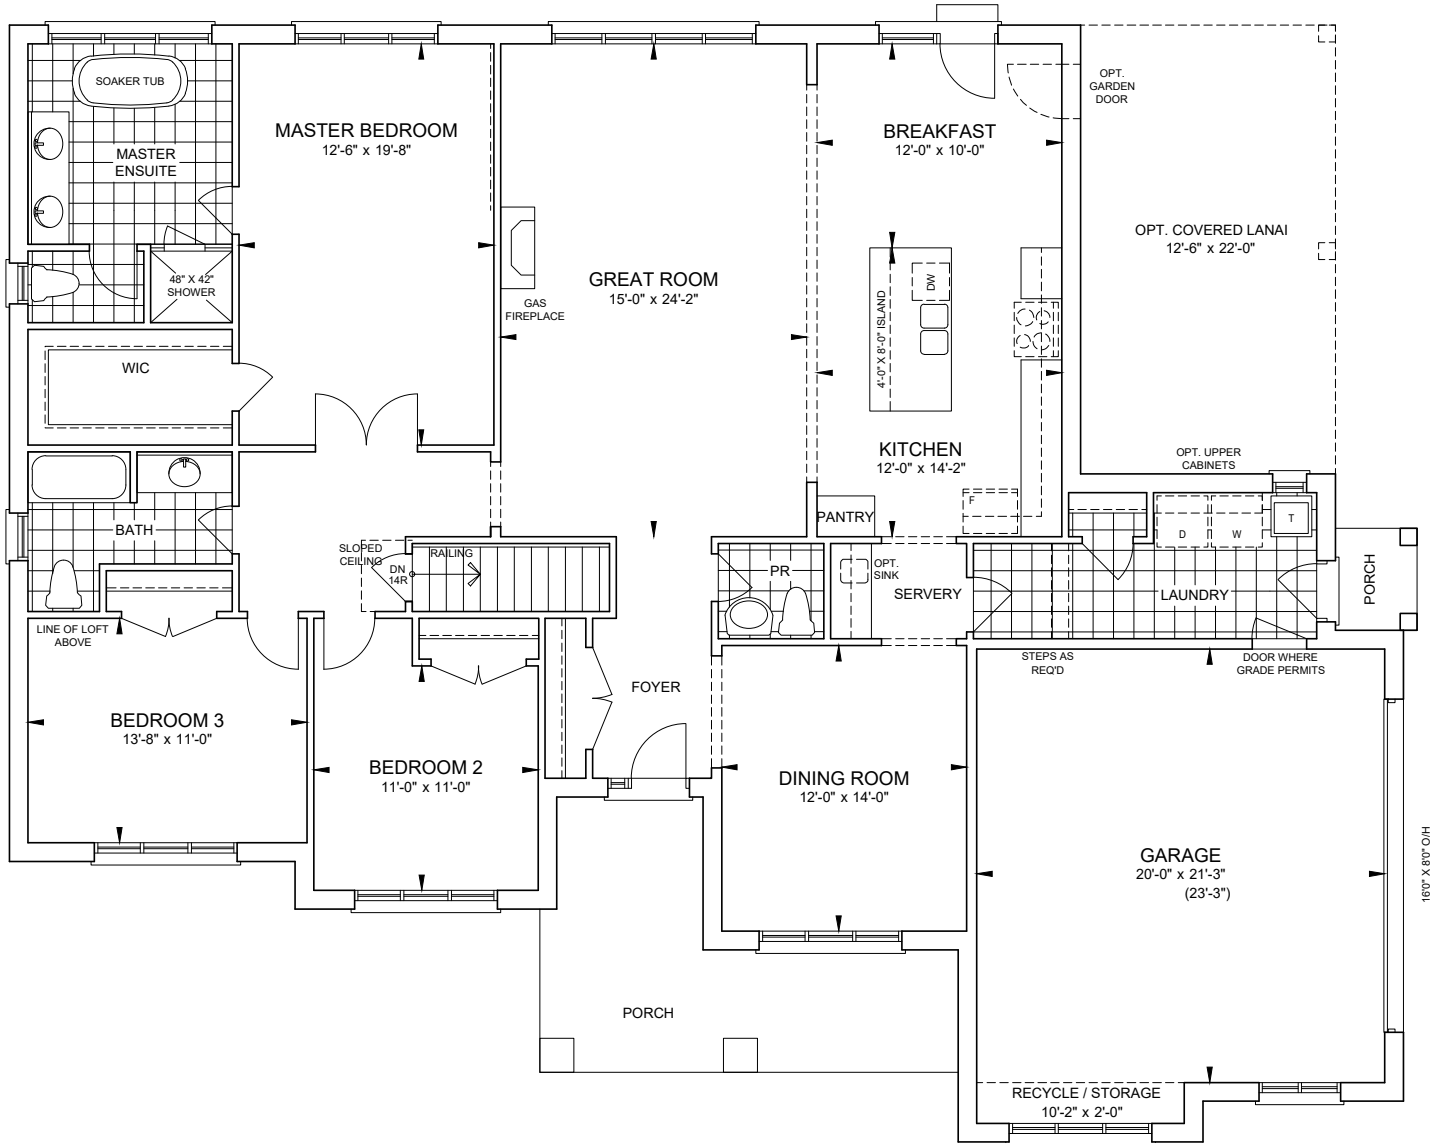 SOAKER TUB
MASTER
ENSUITE
48" X 42"
SHOWER
WIC
MASTER BEDROOM
12'-6" x 19'-8"
GREAT ROOM
15'-0" x 24'-2"
GAS
FIREPLACE
BREAKFAST
12'-0" x 10'-0"
OPT.
GARDEN
DOOR
OPT. COVERED LANAI
12'-6" x 22'-0"
DW
4'-0" X 8'-0" ISLAND
KITCHEN
12'-0" x 14'-2"
OPT. UPPER
CABINETS
F
PANTRY
D
W
T
BATH
SLOPED
CEILING
DN
14R
RAILING
PR
OPT.
SINK
SERVERY
LAUNDRY
PORCH
LINE OF LOFT
ABOVE
STEPS AS
REQ'D
DOOR WHERE
GRADE PERMITS
FOYER
BEDROOM 3
13'-8" x 11'-0"
BEDROOM 2
11'-0" x 11'-0"
DINING ROOM
12'-0" x 14'-0"
GARAGE
20'-0" x 21'-3"
(23'-3")
16'0" X 8'0" O/H
PORCH
RECYCLE / STORAGE
10'-2" x 2'-0"